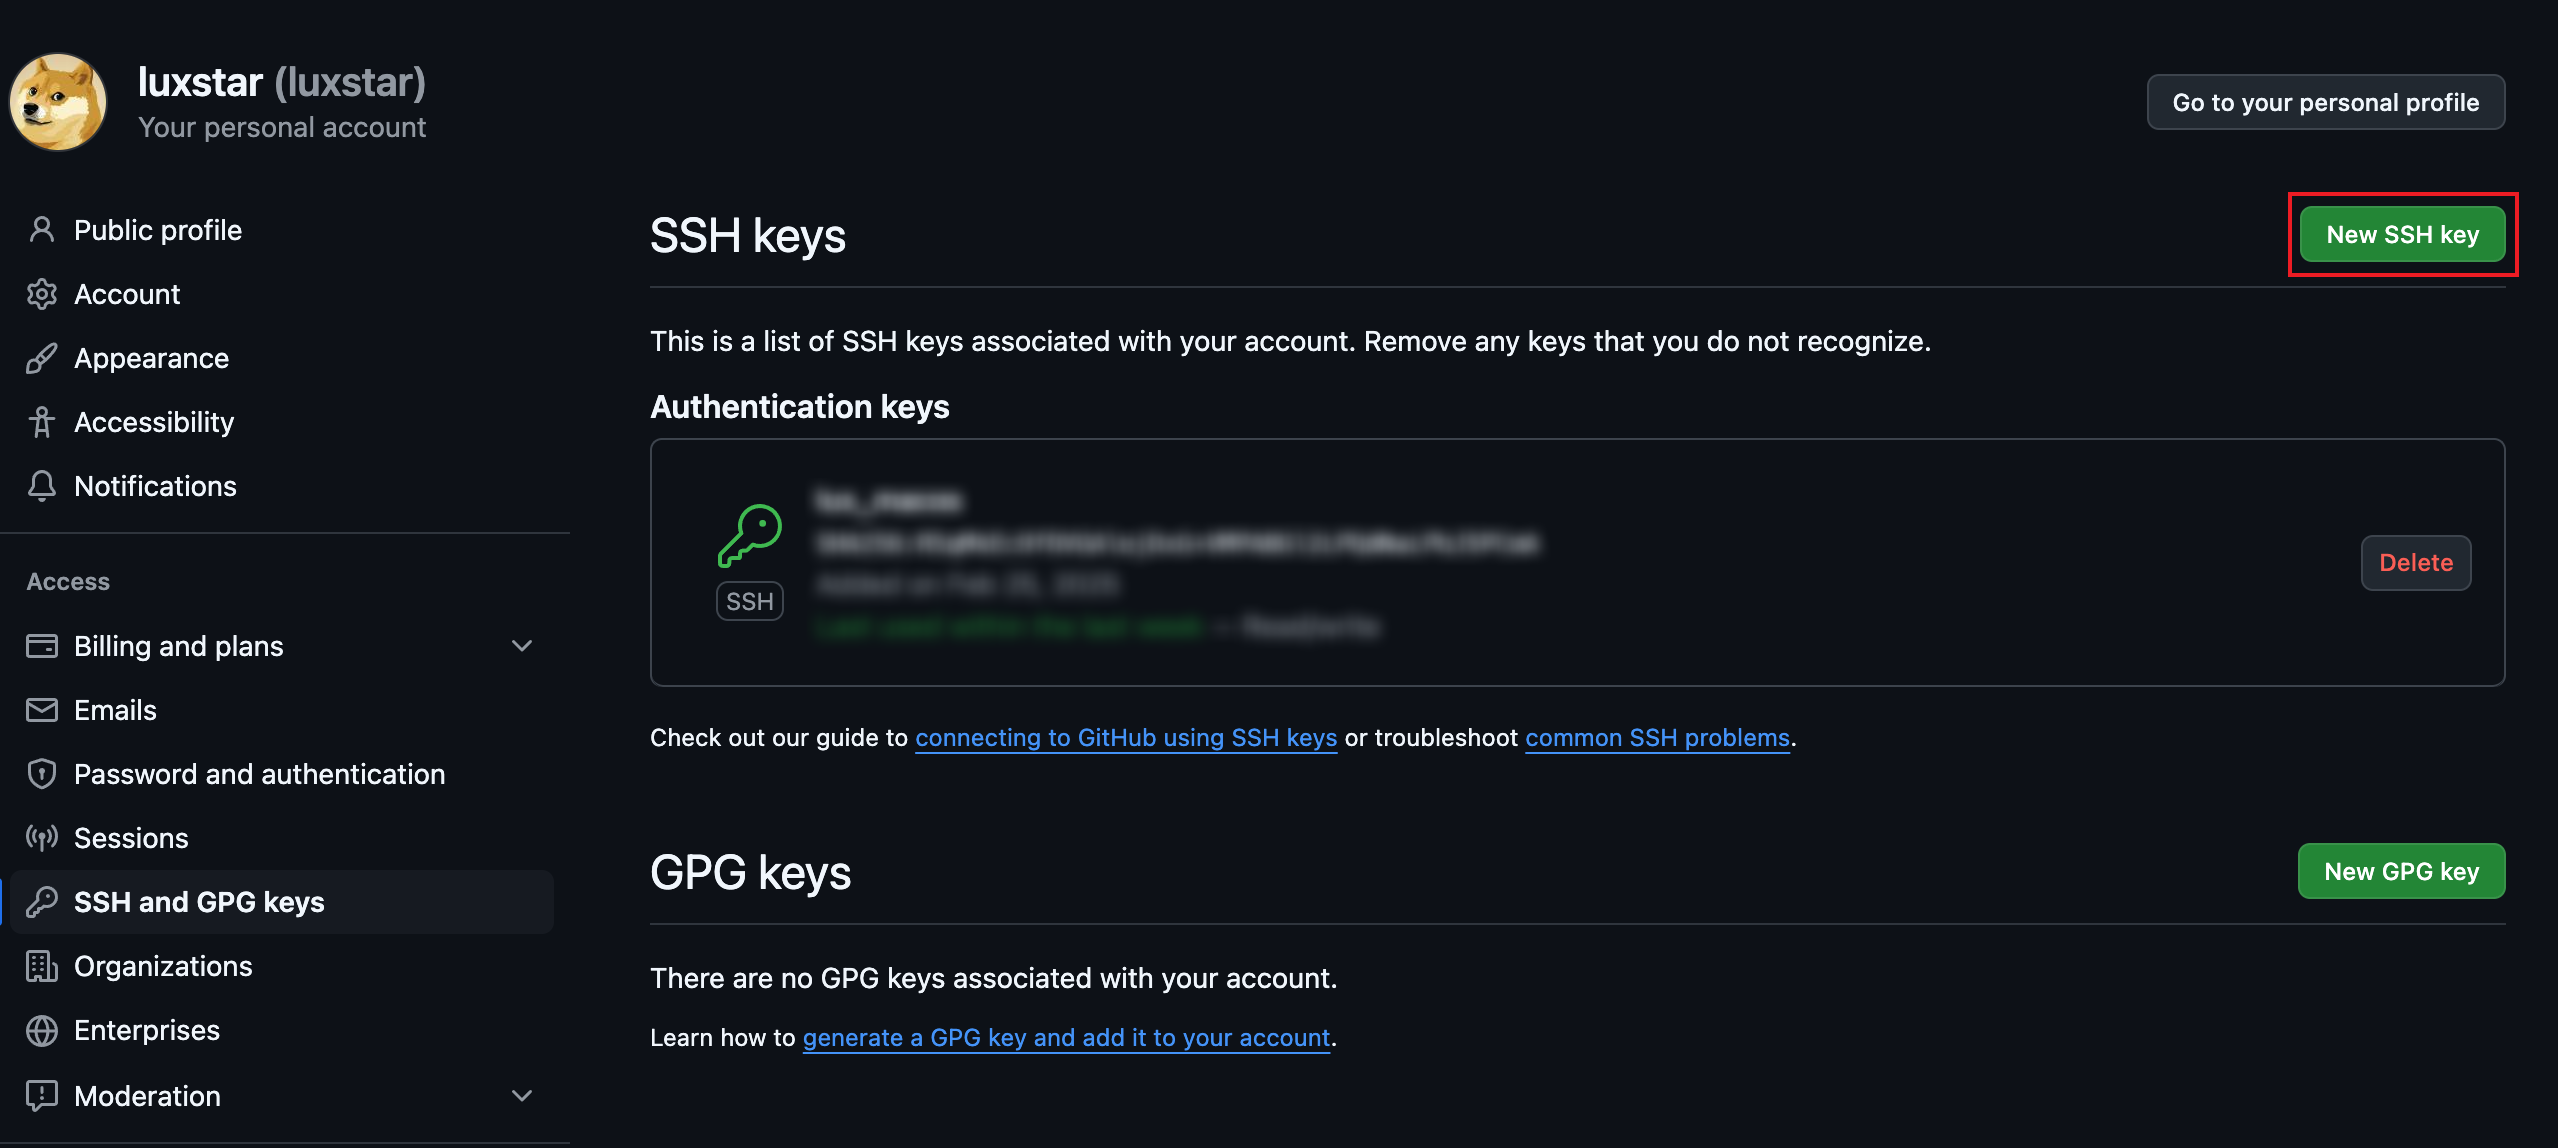 luxstar (luxstar)
Your personal account
Go to your personal profile
Public profile
Account
Appearance
Accessibility
Notifications
Access
Billing and plans
Emails
Password and authentication
Sessions
SSH and GPG keys
Organizations
Enterprises
Moderation
SSH keys
New SSH key
This is a list of SSH keys associated with your account. Remove any keys that you do not recognize.
Authentication keys
SSH
Delete
Check out our guide to connecting to GitHub using SSH keys or troubleshoot common SSH problems.
GPG keys
New GPG key
There are no GPG keys associated with your account.
Learn how to generate a GPG key and add it to your account.